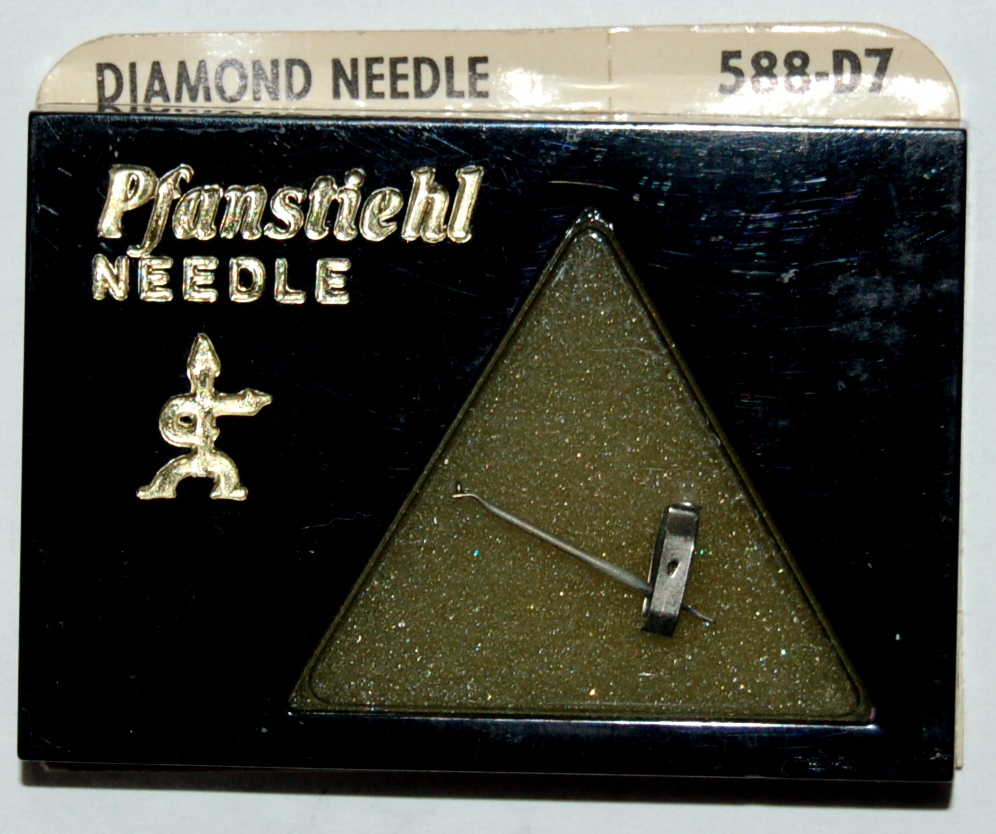 DIAMOND NEEDLE 588-D7
Pfanstiehl
NEEDLE